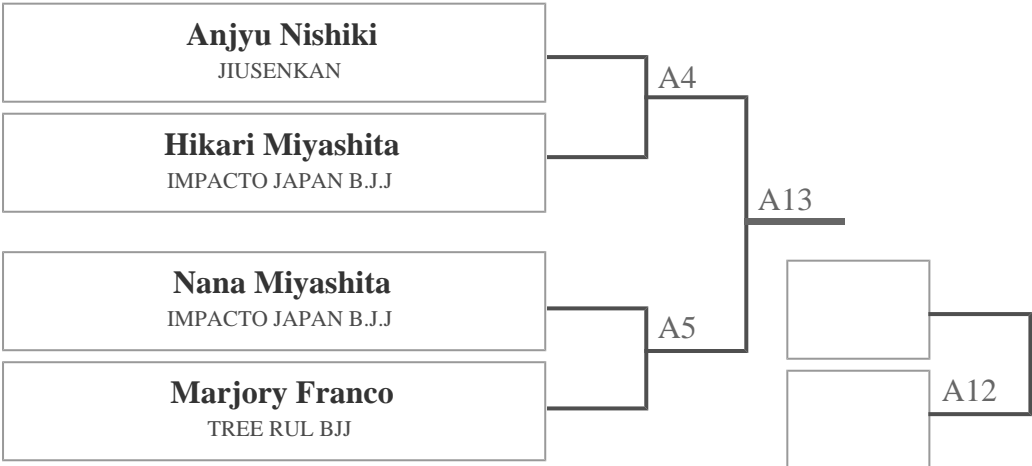 Anjyu Nishiki
JIUSENKAN
A4
Hikari Miyashita
IMPACTO JAPAN B.J.J
A13
Nana Miyashita
IMPACTO JAPAN B.J.J
A5
Marjory Franco
TREE RUL BJJ
A12